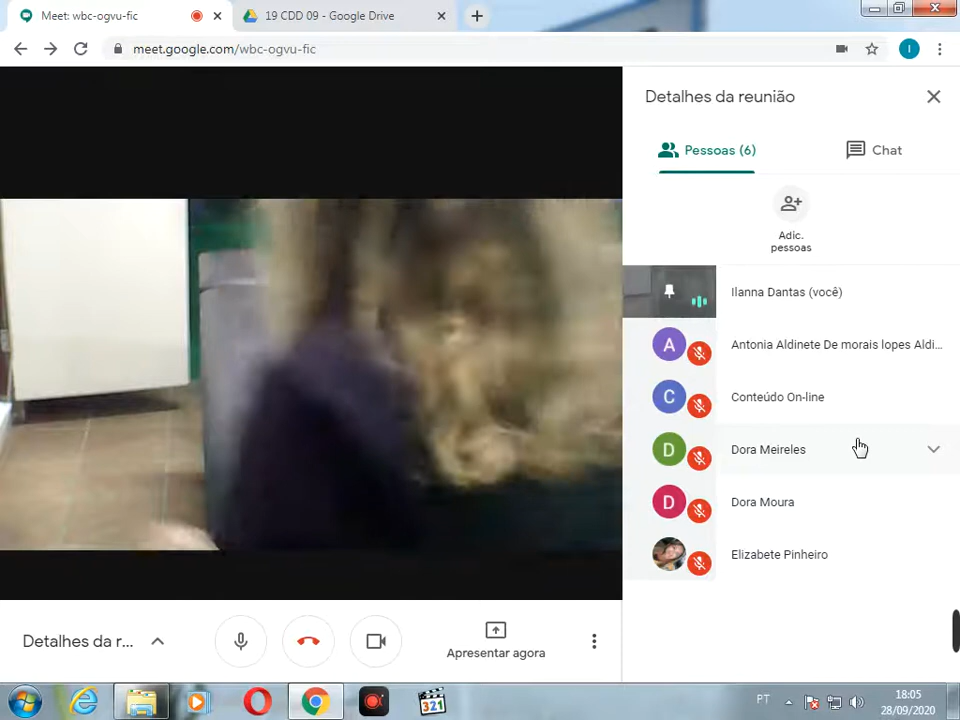 Meet: wbc-ogvu-fic
19 CDD 09 - Google Drive
meet.google.com/wbc-ogvu-fic
I
Detalhes da reunião
Pessoas (6)
Chat
Adic.
pessoas
Ilanna Dantas (você)
A
Antonia Aldinete De morais lopes Aldi...
C
Conteúdo On-line
D
Dora Meireles
D
Dora Moura
Elizabete Pinheiro
Detalhes da r...
Apresentar agora
321
PT
18:05
28/09/2020